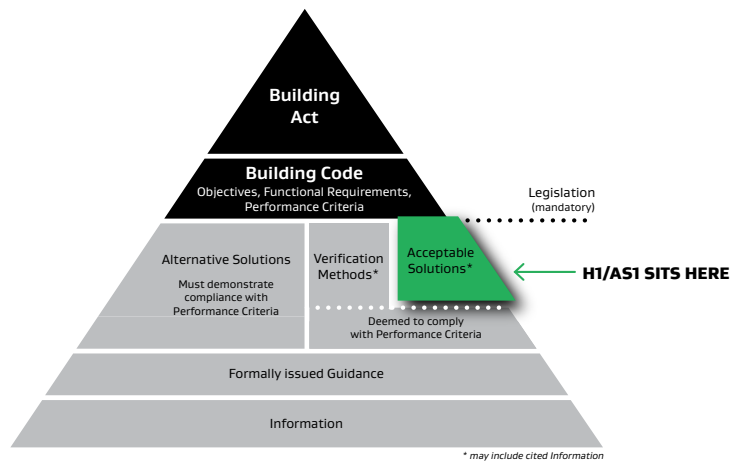 Building
Act
Building Code
Objectives, Functional Requirements,
Performance Criteria
Legislation
(mandatory)
Alternative Solutions
Must demonstrate
compliance with
Performance Criteria
Verification
Methods*
Acceptable
Solutions*
H1/AS1 SITS HERE
Deemed to comply
with Performance Criteria
Formally issued Guidance
Information
* may include cited Information